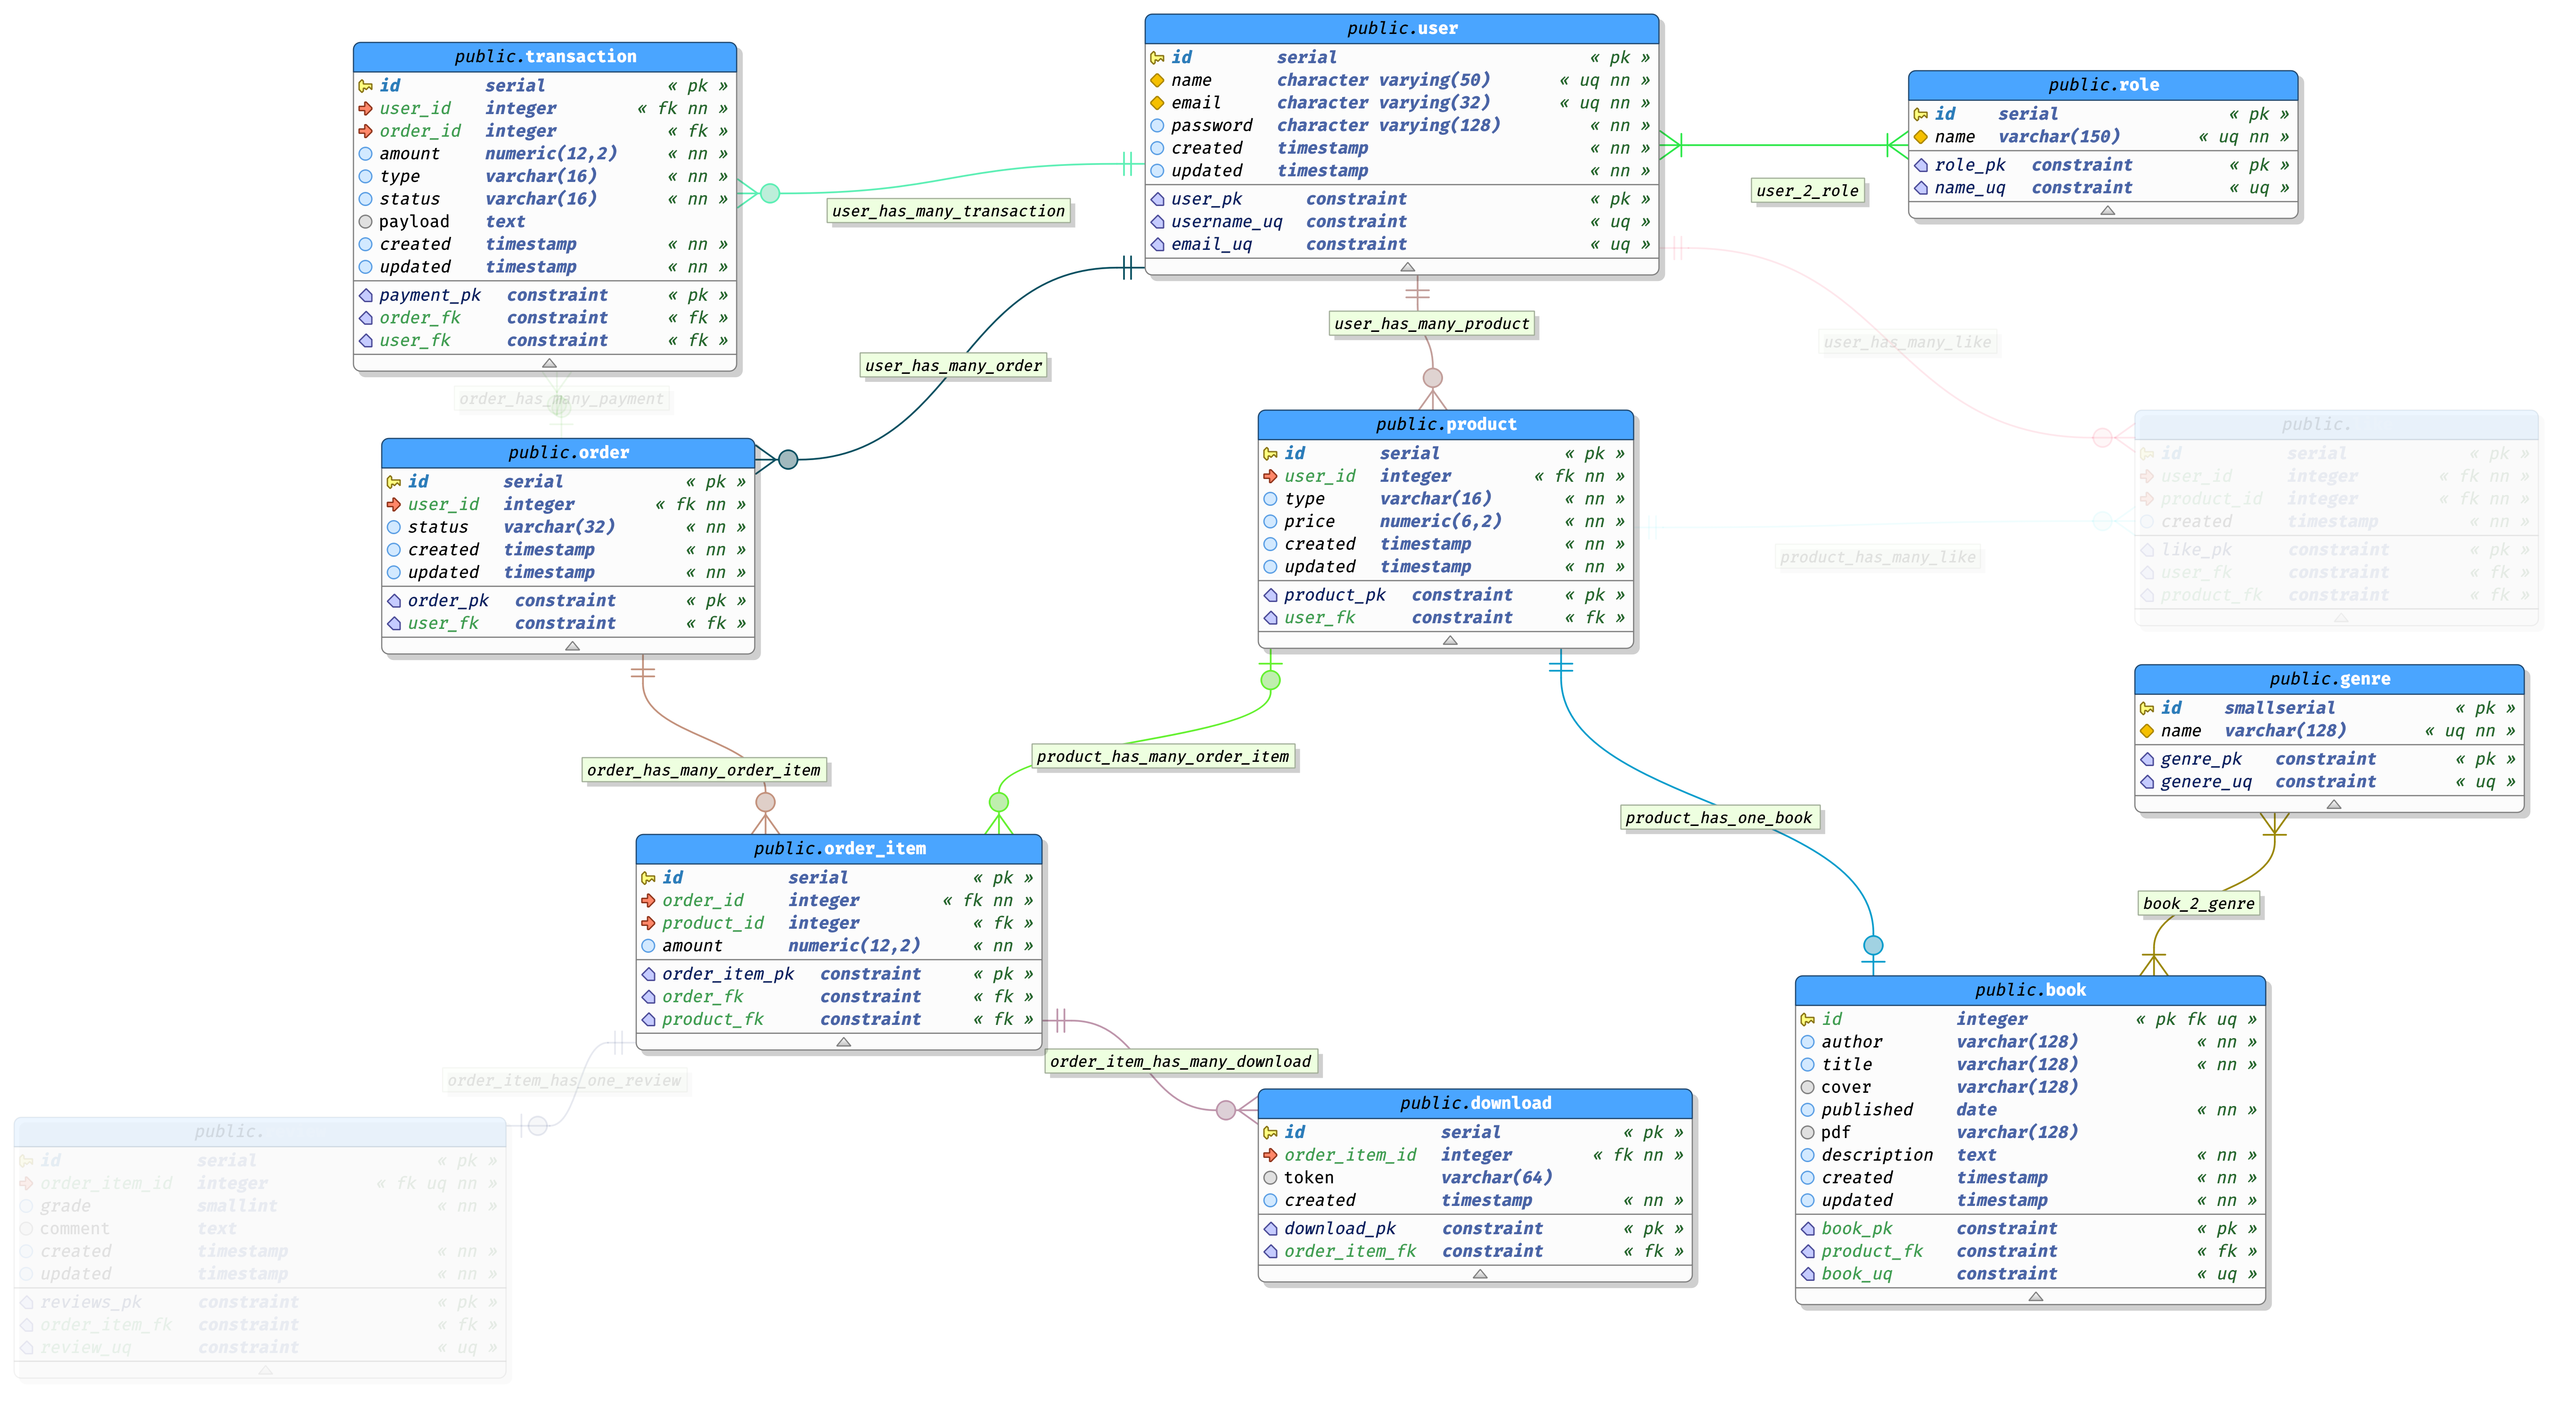 public.transaction
id serial « pk »
user_id integer « fk nn »
order_id integer « fk »
amount numeric(12,2) « nn »
type varchar(16) « nn »
status varchar(16) « nn »
payload text
created timestamp « nn »
updated timestamp « nn »
payment_pk constraint « pk »
order_fk constraint « fk »
user_fk constraint « fk »
public.user
id serial « pk »
name character varying(50) « uq nn »
email character varying(32) « uq nn »
password character varying(128) « nn »
created timestamp « nn »
updated timestamp « nn »
user_pk constraint « pk »
username_uq constraint « uq »
email_uq constraint « uq »
public.role
id serial « pk »
name varchar(150) « uq nn »
role_pk constraint « pk »
name_uq constraint « uq »
user_has_many_transaction
user_2_role
user_has_many_order
user_has_many_product
user_has_many_like
order_has_many_payment
public.order
id serial « pk »
user_id integer « fk nn »
status varchar(32) « nn »
created timestamp « nn »
updated timestamp « nn »
order_pk constraint « pk »
user_fk constraint « fk »
public.product
id serial « pk »
user_id integer « fk nn »
type varchar(16) « nn »
price numeric(6,2) « nn »
created timestamp « nn »
updated timestamp « nn »
product_pk constraint « pk »
user_fk constraint « fk »
public.
id serial « pk »
user_id integer « fk nn »
product_id integer « fk nn »
created timestamp « nn »
like_pk constraint « pk »
user_fk constraint « fk »
product_fk constraint « fk »
product_has_many_like
public.genre
id smallserial « pk »
name varchar(128) « uq nn »
genre_pk constraint « pk »
genere_uq constraint « uq »
order_has_many_order_item
product_has_many_order_item
product_has_one_book
book_2_genre
public.order_item
id serial « pk »
order_id integer « fk nn »
product_id integer « fk »
amount numeric(12,2) « nn »
order_item_pk constraint « pk »
order_fk constraint « fk »
product_fk constraint « fk »
order_item_has_many_download
order_item_has_one_review
public.book
id integer « pk fk uq »
author varchar(128) « nn »
title varchar(128) « nn »
cover varchar(128)
published date « nn »
pdf varchar(128)
description text « nn »
created timestamp « nn »
updated timestamp « nn »
book_pk constraint « pk »
product_fk constraint « fk »
book_uq constraint « uq »
public.download
id serial « pk »
order_item_id integer « fk nn »
token varchar(64)
created timestamp « nn »
download_pk constraint « pk »
order_item_fk constraint « fk »
public.
id serial « pk »
order_item_id integer « fk uq nn »
grade smallint « nn »
comment text
created timestamp « nn »
updated timestamp « nn »
reviews_pk constraint « pk »
order_item_fk constraint « fk »
review_uq constraint « uq »